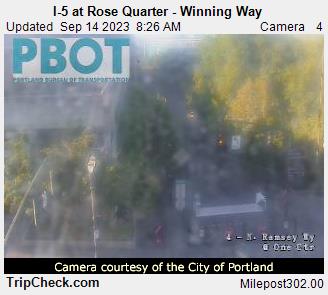 I-5 at Rose Quarter - Winning Way
Updated Sep 14 2023 8:26 AM Camera 4
PBOT
PORTLAND BUREAU OF TRANSPORTATION
4 - N. Ramsey Wy
W One Ctr
Camera courtesy of the City of Portland
TripCheck.com Milepost302.00